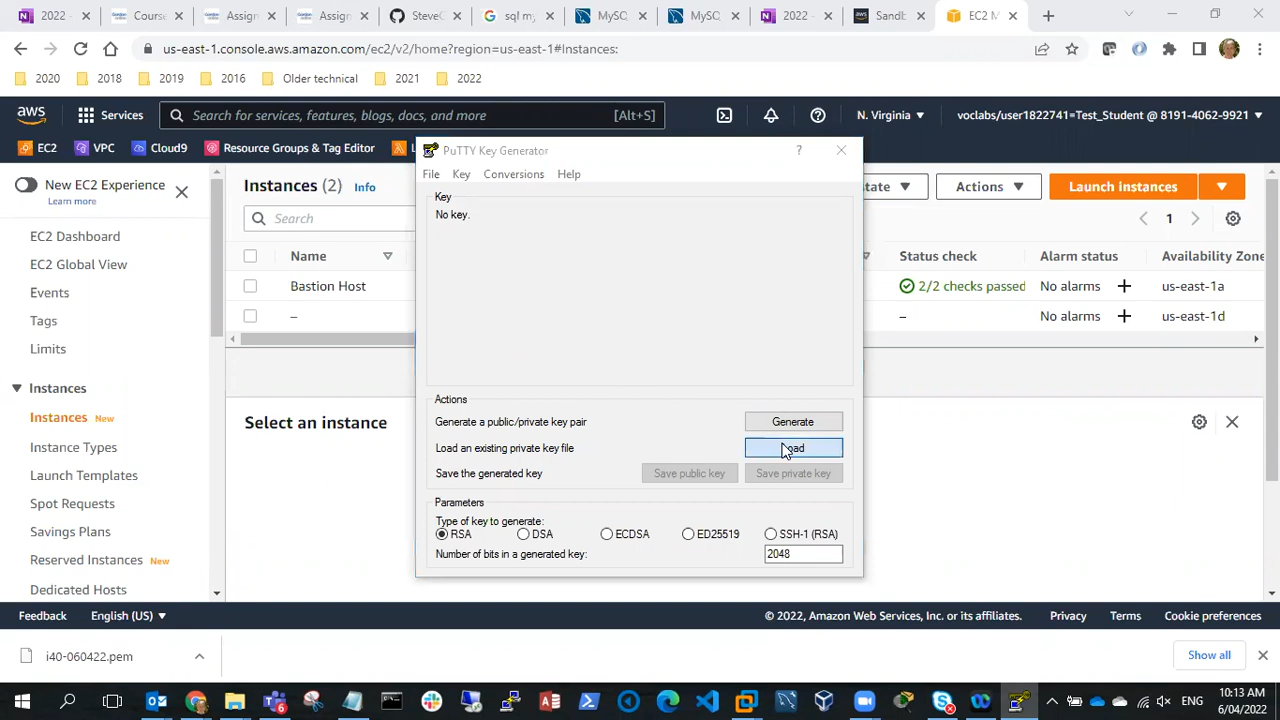 2022
Cou
Assig
Assig
SteveG
sql my
MySQ
MySQ
2022
Sandb
EC2 M
us-east-1.console.aws.amazon.com/ec2/v2/home?region=us-east-1#Instances:
2020
2018
2019
2016
Older technical
2021
2022
aws
Services
Search for services, features, blogs, docs, and more
[Alt+S]
N. Virginia
voclabs/user1822741=Test_Student @ 8191-4062-9921
EC2
VPC
Cloud9
Resource Groups & Tag Editor
New EC2 Experience
Learn more
Instances (2)
Info
tate
Actions
Launch instances
Search
1
Name
Status check
Alarm status
Availability Zone
Bastion Host
2/2 checks passed
No alarms
us-east-1a
–
–
No alarms
us-east-1d
EC2 Dashboard
EC2 Global View
Events
Tags
Limits
Instances
Instances New
Instance Types
Launch Templates
Spot Requests
Savings Plans
Reserved Instances New
Dedicated Hosts
Select an instance
PuTTY Key Generator
?
File
Key
Conversions
Help
Key
No key.
Actions
Generate a public/private key pair
Generate
Load an existing private key file
Load
Save the generated key
Save public key
Save private key
Parameters
Type of key to generate:
RSA
DSA
ECDSA
ED25519
SSH-1 (RSA)
Number of bits in a generated key:
2048
Feedback
English (US)
© 2022, Amazon Web Services, Inc. or its affiliates.
Privacy
Terms
Cookie preferences
i40-060422.pem
Show all
ENG
10:13 AM
6/04/2022